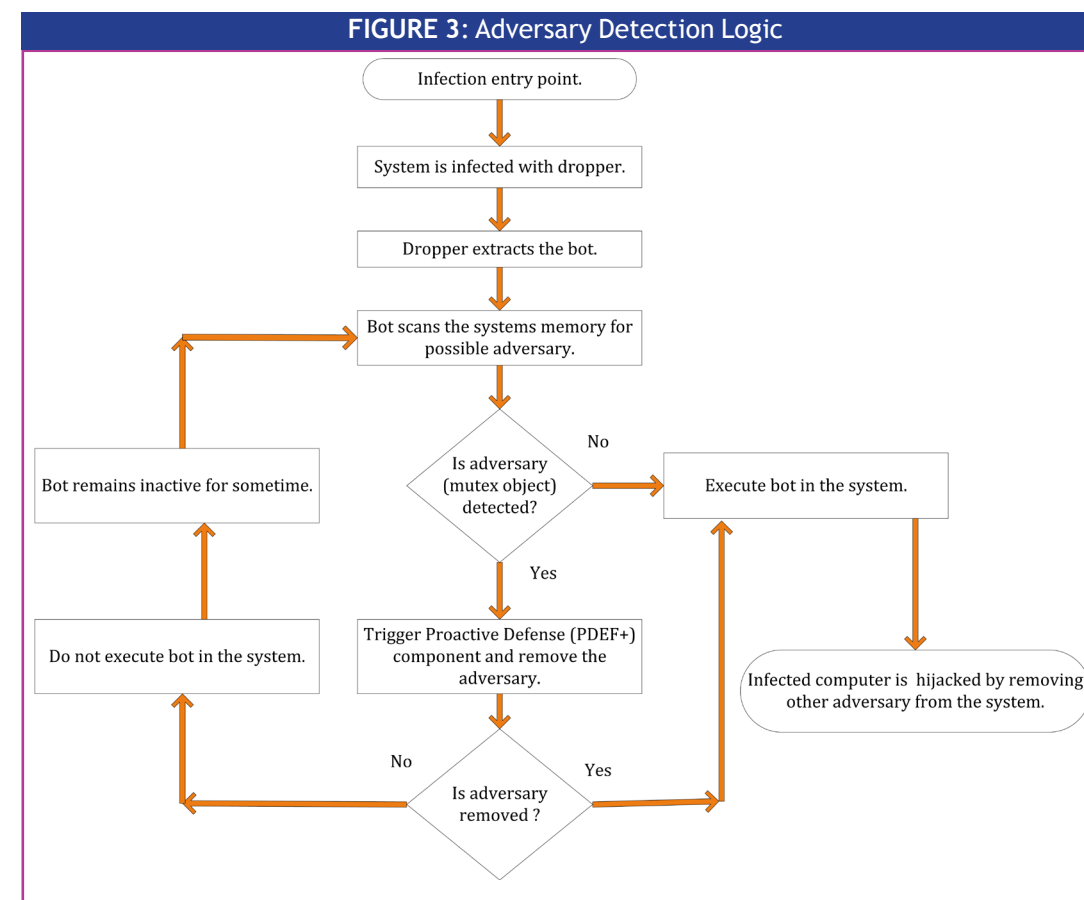 FIGURE 3: Adversary Detection Logic
Infection entry point.
System is infected with dropper.
Dropper extracts the bot.
Bot scans the systems memory for
possible adversary.
No
Is adversary
(mutex object)
detected?
Execute bot in the system.
Bot remains inactive for sometime.
Yes
Trigger Proactive Defense (PDEF+)
component and remove the
adversary.
Do not execute bot in the system.
Infected computer is hijacked by removing
other adversary from the system.
No
Yes
Is adversary
removed ?